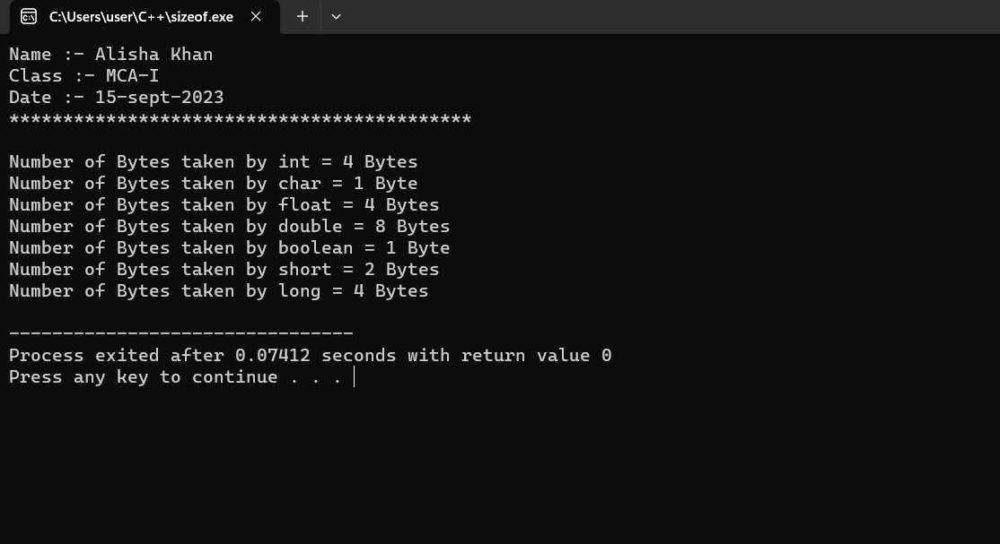 C:\Users\user\C++\sizeof.exe
Name :- Alisha Khan
Class :- MCA-I
Date :- 15-sept-2023
*******************************************
Number of Bytes taken by int = 4 Bytes
Number of Bytes taken by char = 1 Byte
Number of Bytes taken by float = 4 Bytes
Number of Bytes taken by double = 8 Bytes
Number of Bytes taken by boolean = 1 Byte
Number of Bytes taken by short = 2 Bytes
Number of Bytes taken by long = 4 Bytes
--------------------------------
Process exited after 0.07412 seconds with return value 0
Press any key to continue . . .